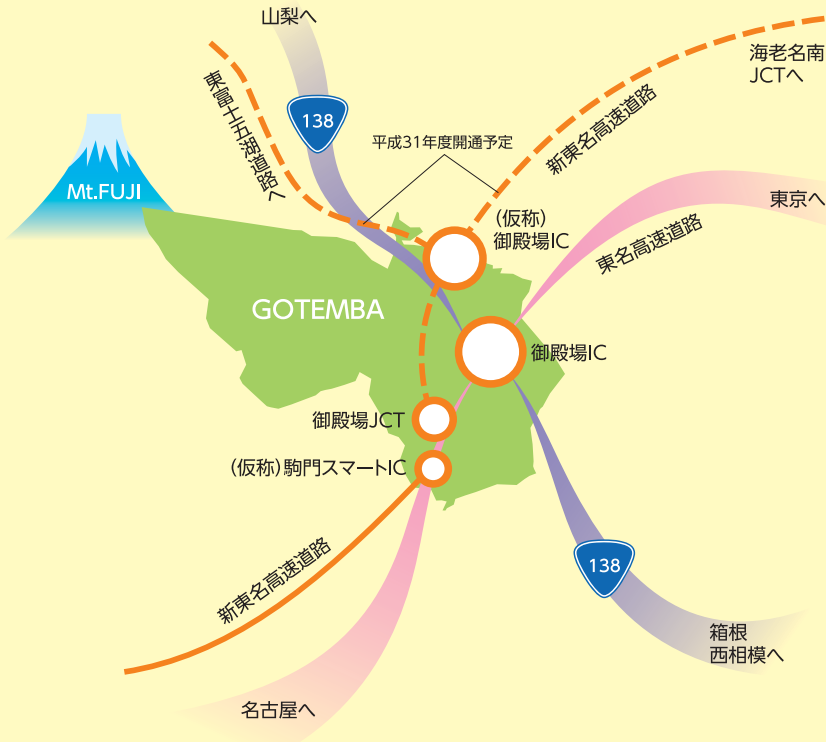 山梨へ
海老名南
JCTへ
東富士五湖道路へ
138
平成31年度開通予定
新東名高速道路
Mt.FUJI
東京へ
(仮称)
御殿場IC
東名高速道路
GOTEMBA
御殿場IC
御殿場JCT
(仮称)駒門スマートIC
新東名高速道路
138
箱根
西相模へ
名古屋へ